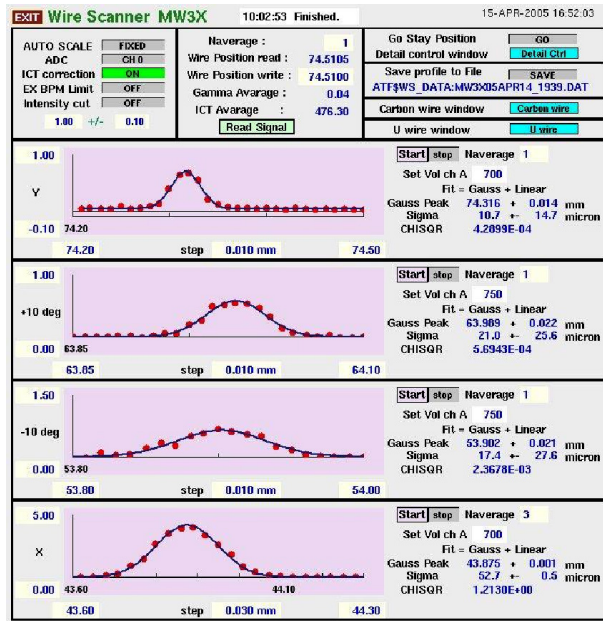 EXIT Wire Scanner MW3X 10:02:53 Finished. 15-APR-2005 16:52:03
AUTO SCALE FIXED
ADC CH 0
ICT correction ON
EX BPM Limit OFF
Intensity cut OFF
1.00 +/- 0.10
Naverage : 1
Wire Position read : 74.5105
Wire Position write : 74.5100
Gamma Avarage : 0.04
ICT Avarage : 476.30
Read Signal
Go Stay Position GO
Detail control window Detail Ctrl
Save profile to File SAVE
ATF$WS_DATA:MW3X05APR14_1939.DAT
Carbon wire window Carbon wire
U wire window U wire
1.00
Y
-0.10 74.20
74.20 step 0.010 mm 74.50
Start stop Naverage 1
Set Vol ch A 700
Fit = Gauss + Linear
Gauss Peak 74.316 + 0.014 mm
Sigma 10.7 +- 14.7 micron
CHISQR 4.2099E-04
1.00
+10 deg
0.00 63.85
63.85 step 0.010 mm 64.10
Start stop Naverage 1
Set Vol ch A 750
Fit = Gauss + Linear
Gauss Peak 63.989 + 0.022 mm
Sigma 21.0 +- 25.6 micron
CHISQR 5.6943E-04
1.50
-10 deg
0.00 53.80
53.80 step 0.010 mm 54.00
Start stop Naverage 1
Set Vol ch A 750
Fit = Gauss + Linear
Gauss Peak 53.902 + 0.021 mm
Sigma 17.4 +- 27.6 micron
CHISQR 2.3678E-03
5.00
X
0.00 43.60 44.10
43.60 step 0.030 mm 44.30
Start stop Naverage 3
Set Vol ch A 700
Fit = Gauss + Linear
Gauss Peak 43.875 + 0.001 mm
Sigma 52.7 +- 0.5 micron
CHISQR 1.2130E+00